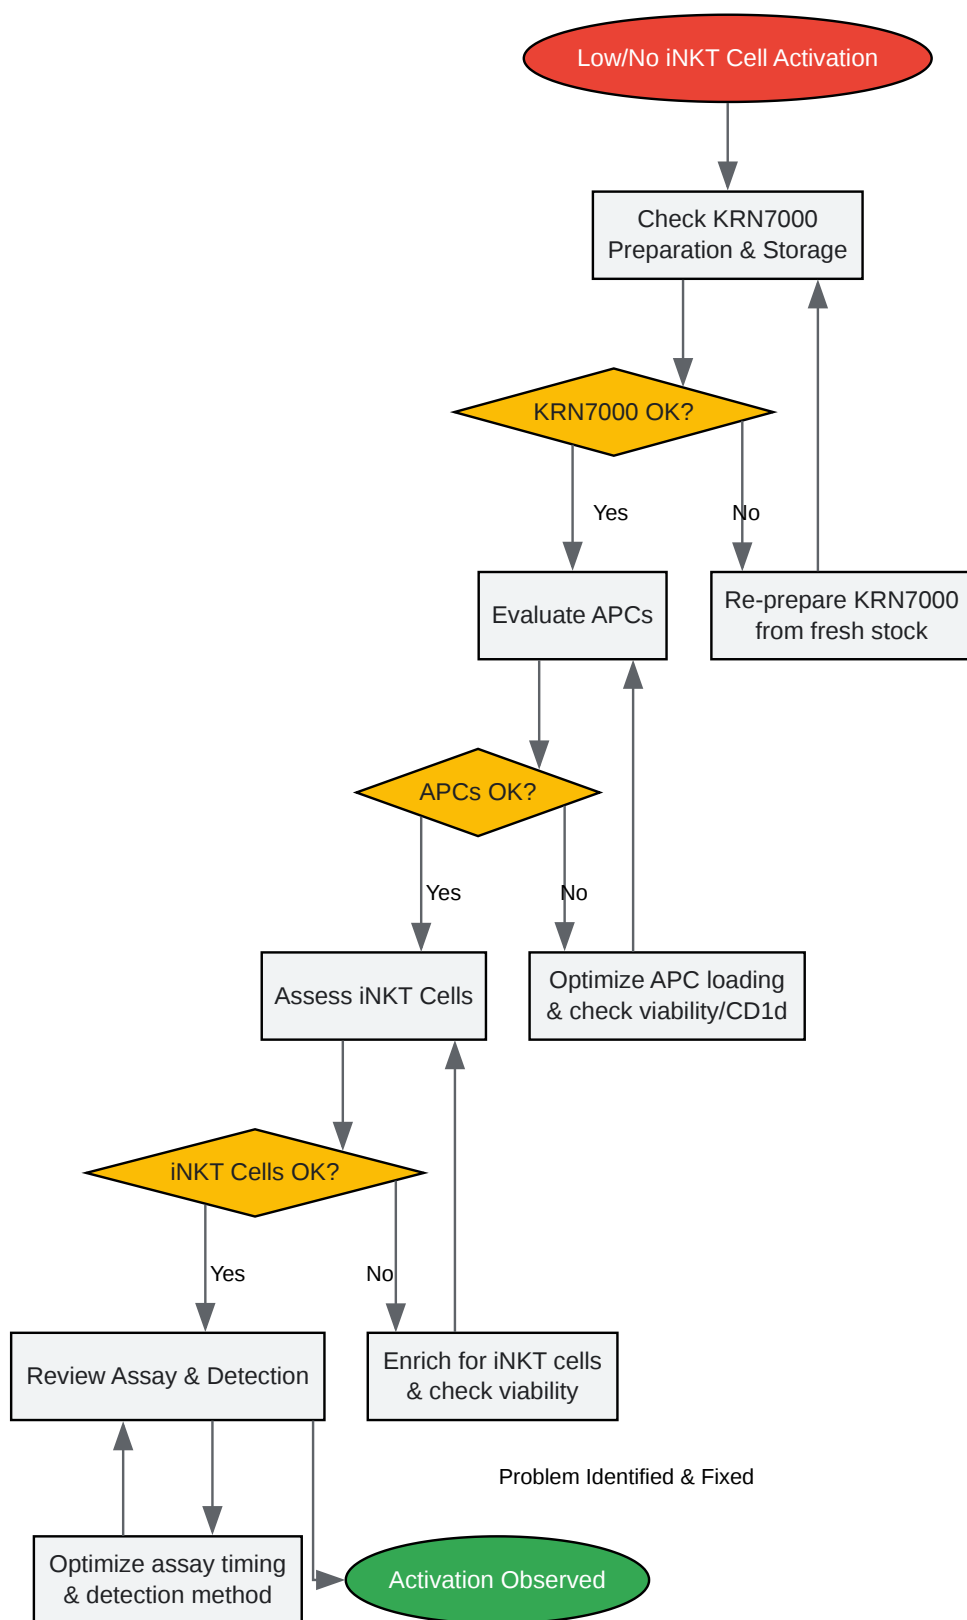 Low/No iNKT Cell Activation
Check KRN7000
Preparation & Storage
KRN7000 OK?
Yes
No
Evaluate APCs
Re-prepare KRN7000
from fresh stock
APCs OK?
Yes
No
Assess iNKT Cells
Optimize APC loading
& check viability/CD1d
iNKT Cells OK?
Yes
No
Review Assay & Detection
Enrich for iNKT cells
& check viability
Problem Identified & Fixed
Optimize assay timing
& detection method
Activation Observed